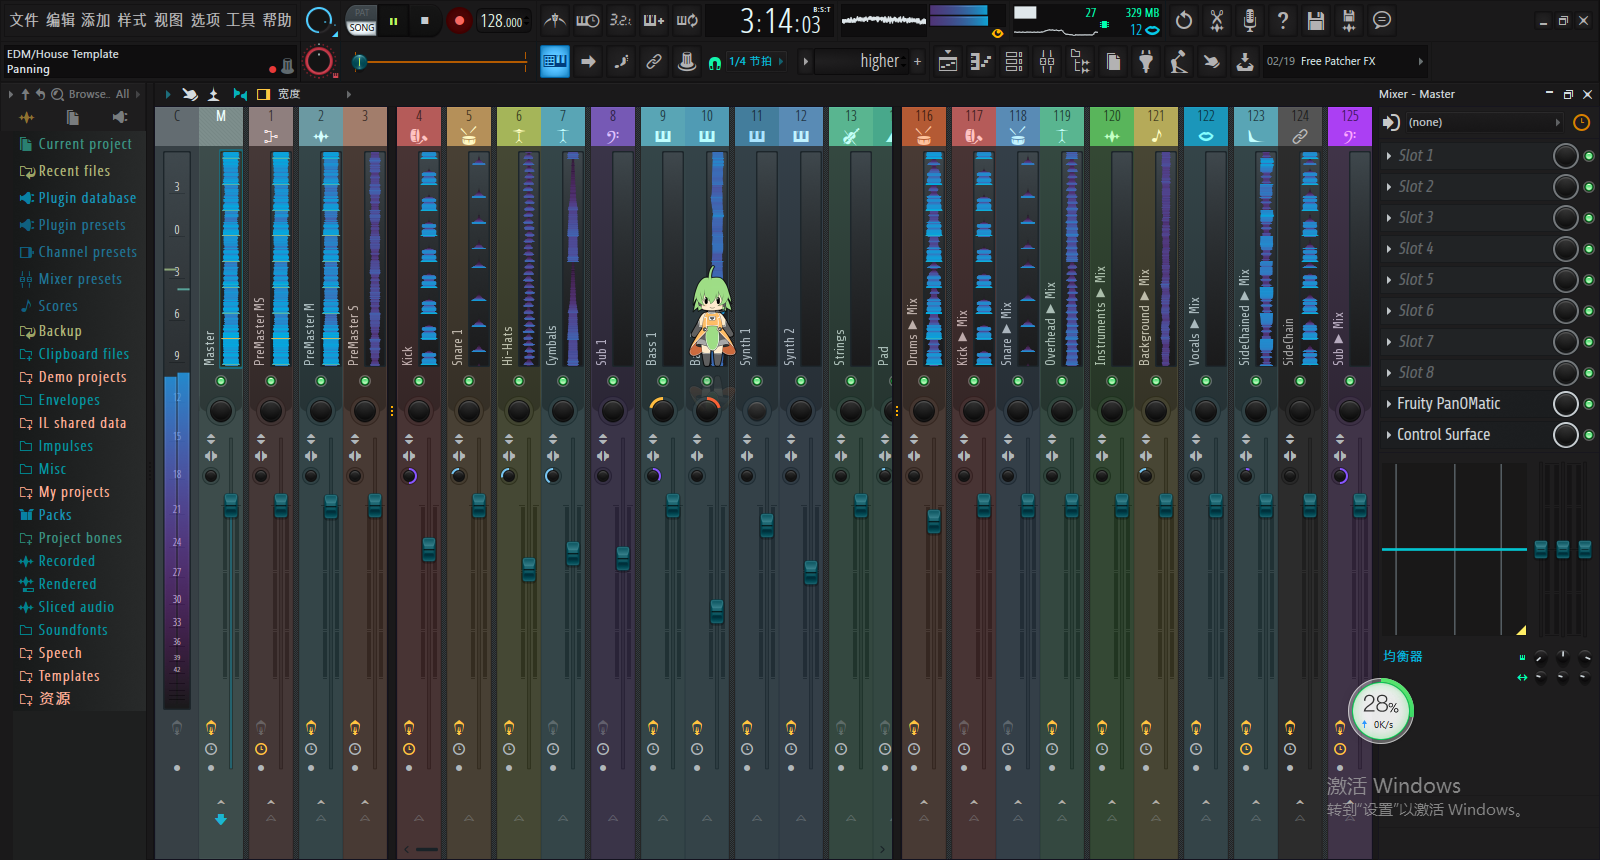 文件 编辑 添加 样式 视图 选项 工具 帮助
PAT
SONG
128.000
3.2.
3:14:03
B:S:T
27
329 MB
12
EDM/House Template
Panning
1/4 节拍
higher
02/19 Free Patcher FX
Browse.. All
宽度
Mixer - Master
C M 1 2 3 4 5 6 7 8 9 10 11 12 13 116 117 118 119 120 121 122 123 124 125
(none)
Current project
Recent files
Plugin database
Plugin presets
Channel presets
Mixer presets
Scores
Backup
Clipboard files
Demo projects
Envelopes
IL shared data
Impulses
Misc
My projects
Packs
Project bones
Recorded
Rendered
Sliced audio
Soundfonts
Speech
Templates
资源
3
0
3
6
9
12
15
18
21
24
27
30
33
36
39
42
Master
PreMaster MS
PreMaster M
PreMaster S
Kick
Snare 1
Hi-Hats
Cymbals
Sub 1
Bass 1
Synth 1
Synth 2
Strings
Pad
Drums ▶ Mix
Kick ▶ Mix
Snare ▶ Mix
Overhead ▶ Mix
Instruments ▶ Mix
Background ▶ Mix
Vocals ▶ Mix
SideChained ▶ Mix
SideChain
Sub ▶ Mix
Slot 1
Slot 2
Slot 3
Slot 4
Slot 5
Slot 6
Slot 7
Slot 8
Fruity PanOMatic
Control Surface
均衡器
28%
0K/s
激活 Windows
转到"设置"以激活 Windows。